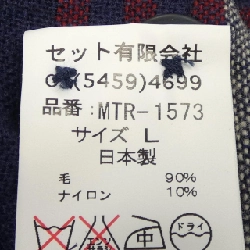 セット有限会社
(5459)4699
品番:MTR-1573
サイズ L
日本製
毛 90%
ナイロン 10%
ドライ